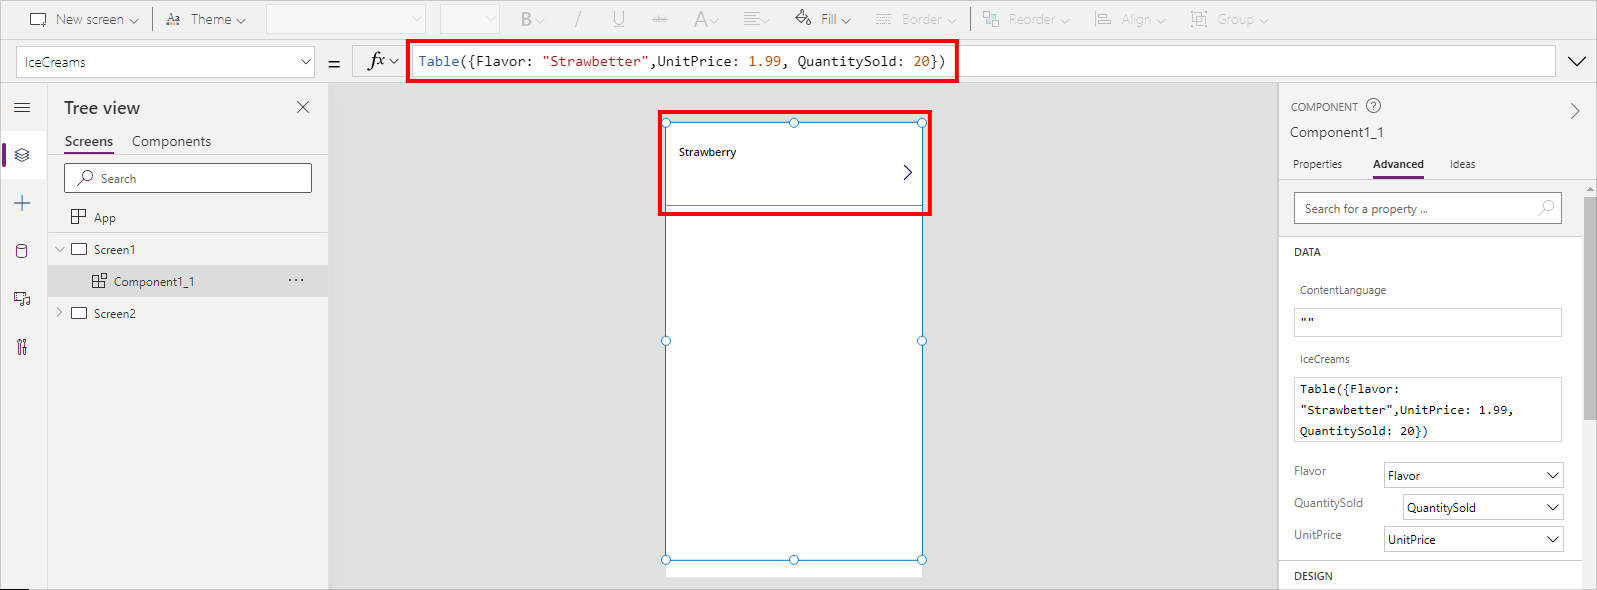 New screen Theme B / U abc A Fill Border Reorder Align Group
IceCreams = fx Table({Flavor: "Strawbetter",UnitPrice: 1.99, QuantitySold: 20})
Tree view
Screens Components
Search
App
Screen1
Component1_1 ...
Screen2
Strawberry
COMPONENT ?
Component1_1
Properties Advanced Ideas
Search for a property ...
DATA
ContentLanguage
""
IceCreams
Table({Flavor:
"Strawbetter",UnitPrice: 1.99,
QuantitySold: 20})
Flavor Flavor
QuantitySold QuantitySold
UnitPrice UnitPrice
DESIGN